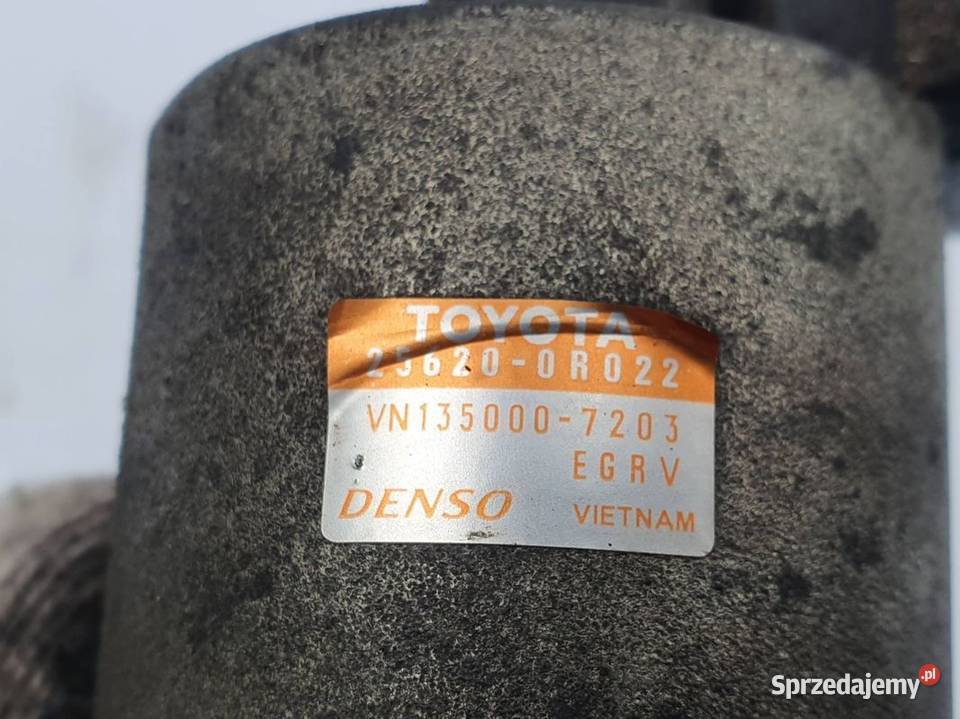 TOYOTA
25620-0R022
VN135000-7203
EGRV
DENSO VIETNAM
Sprzedajemy.pl